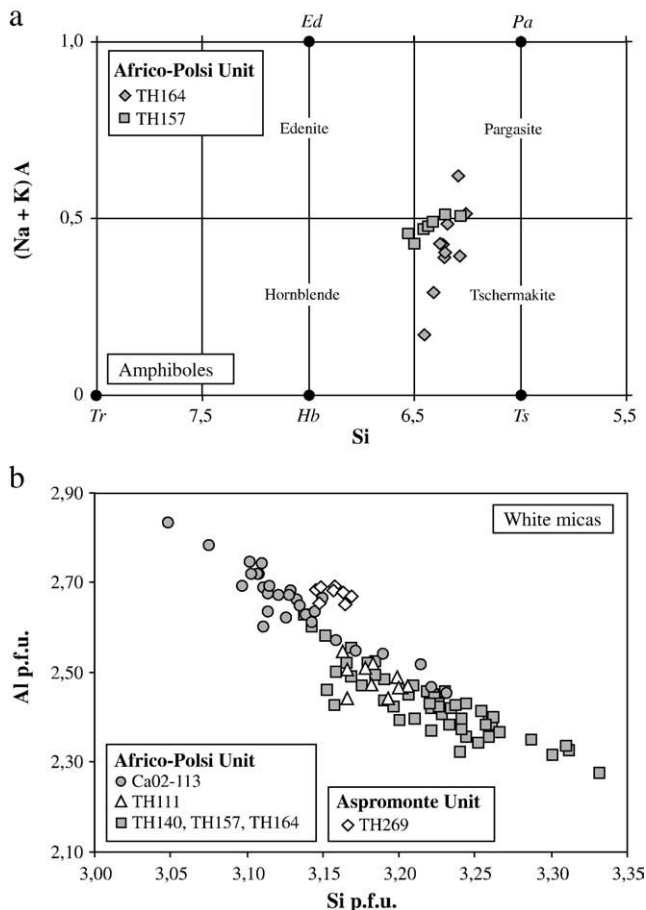 a
Ed
Pa
1,0
Africo-Polsi Unit
TH164
TH157
Edenite
Pargasite
(Na + K) A
0,5
Hornblende
Tschermakite
Amphiboles
0
Tr
7,5
Hb
6,5
Ts
5,5
Si
b
2,90
White micas
2,70
Al p.f.u.
2,50
Africo-Polsi Unit
Ca02-113
TH111
TH140, TH157, TH164
Aspromonte Unit
TH269
2,30
2,10
3,00
3,05
3,10
3,15
3,20
3,25
3,30
3,35
Si p.f.u.